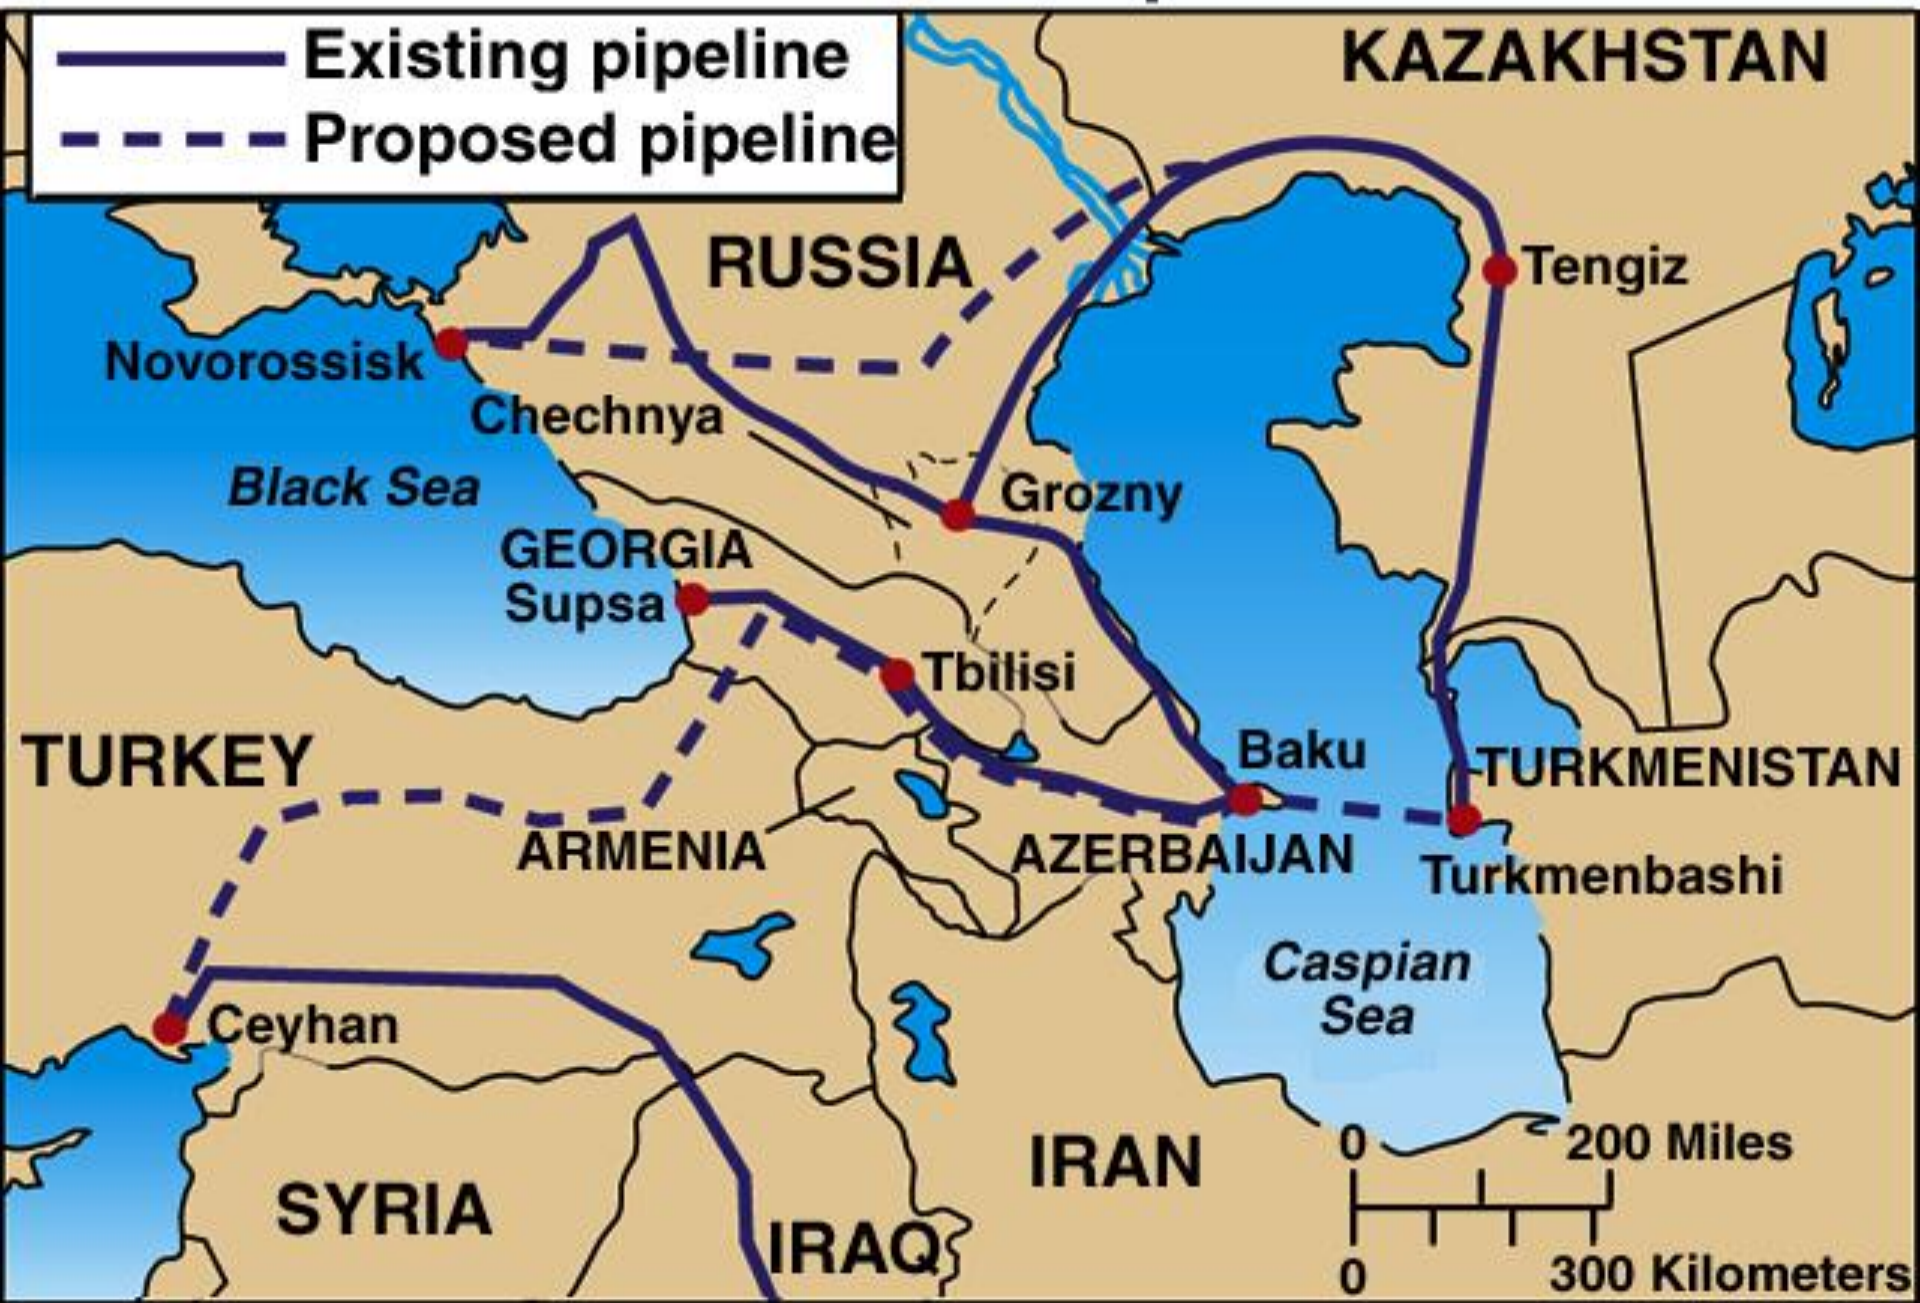 Existing pipeline
Proposed pipeline
KAZAKHSTAN
RUSSIA
Tengiz
Novorossisk
Chechnya
Black Sea
Grozny
GEORGIA
Supsa
Tbilisi
TURKEY
Baku
TURKMENISTAN
ARMENIA
AZERBAIJAN
Turkmenbashi
Caspian
Sea
Ceyhan
IRAN
0 200 Miles
SYRIA
IRAQ
0 300 Kilometers